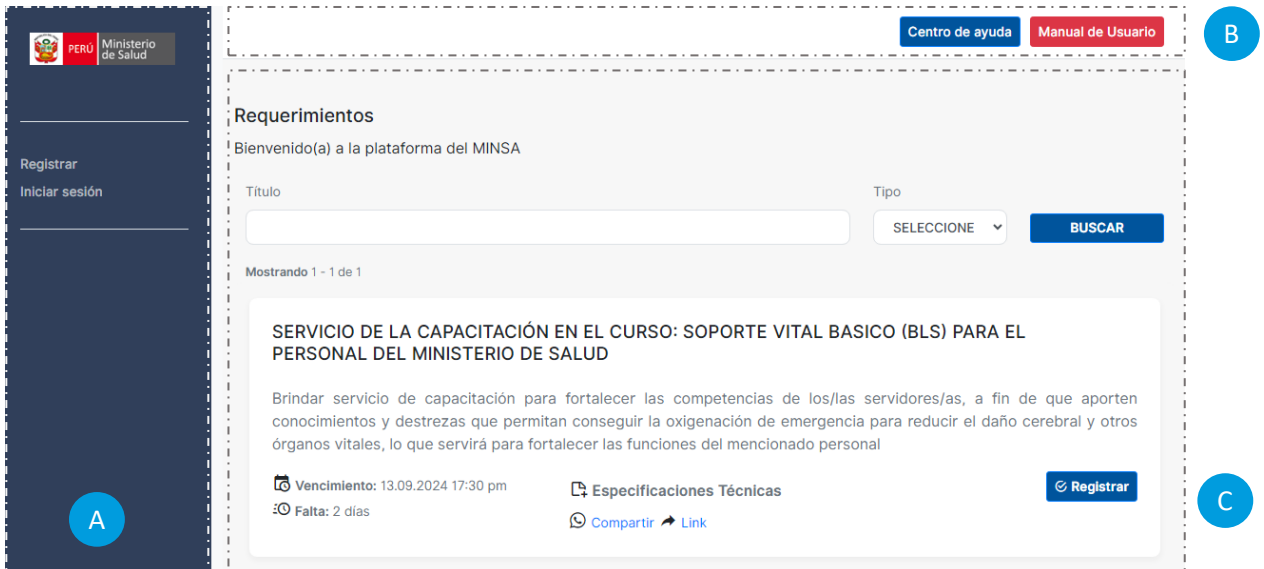 PERÚ
Ministerio
de Salud
Registrar
Iniciar sesión
A
Centro de ayuda
Manual de Usuario
B
Requerimientos
Bienvenido(a) a la plataforma del MINSA
Título
Tipo
SELECCIONE
BUSCAR
Mostrando 1 - 1 de 1
SERVICIO DE LA CAPACITACIÓN EN EL CURSO: SOPORTE VITAL BASICO (BLS) PARA EL
PERSONAL DEL MINISTERIO DE SALUD
Brindar servicio de capacitación para fortalecer las competencias de los/las servidores/as, a fin de que aporten
conocimientos y destrezas que permitan conseguir la oxigenación de emergencia para reducir el daño cerebral y otros
órganos vitales, lo que servirá para fortalecer las funciones del mencionado personal
Vencimiento: 13.09.2024 17:30 pm
Falta: 2 días
Especificaciones Técnicas
Compartir Link
Registrar
C